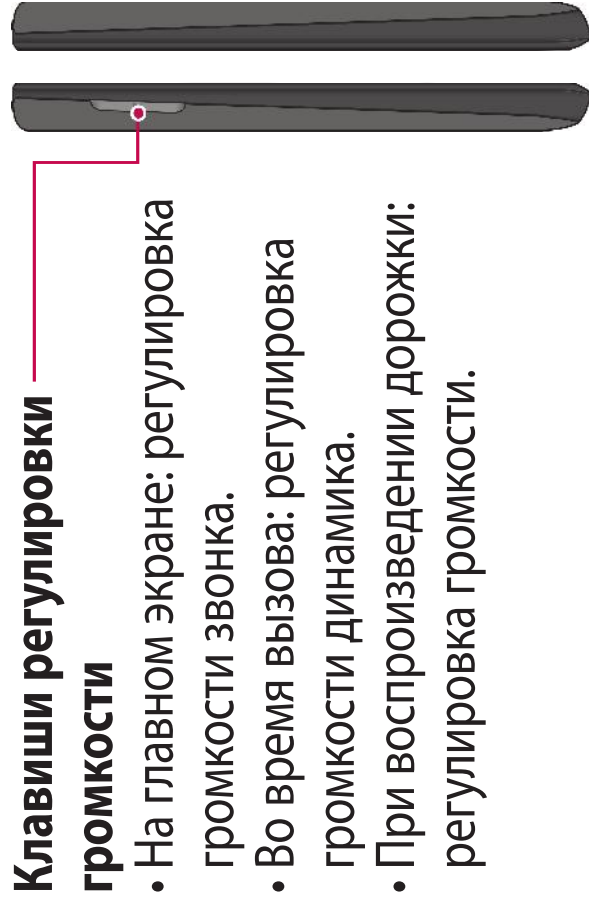 Клавиши регулировки
громкости
• На главном экране: регулировка
громкости звонка.
• Во время вызова: регулировка
громкости динамика.
• При воспроизведении дорожки:
регулировка громкости.